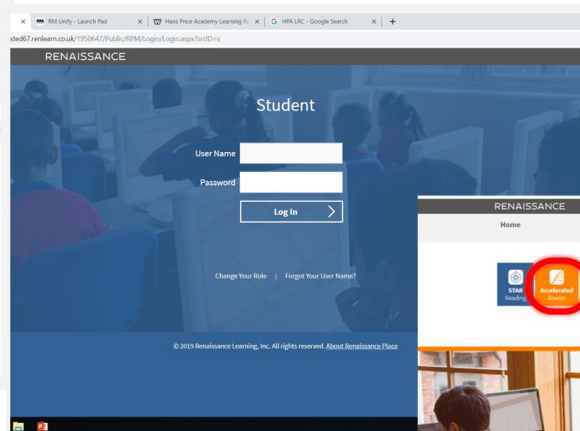 RM Unify - Launch Pad
Hans Price Academy Learning Re
HPA LRC - Google Search
sted67.renlearn.co.uk/1950647/Public/RPM/Login/Login.aspx?srcID=s
RENAISSANCE
Student
User Name
Password
Log In
Change Your Role | Forgot Your User Name?
© 2019 Renaissance Learning, Inc. All rights reserved. About Renaissance Place
RENAISSANCE
Home
STAR
Reading
Accelerated
Reader